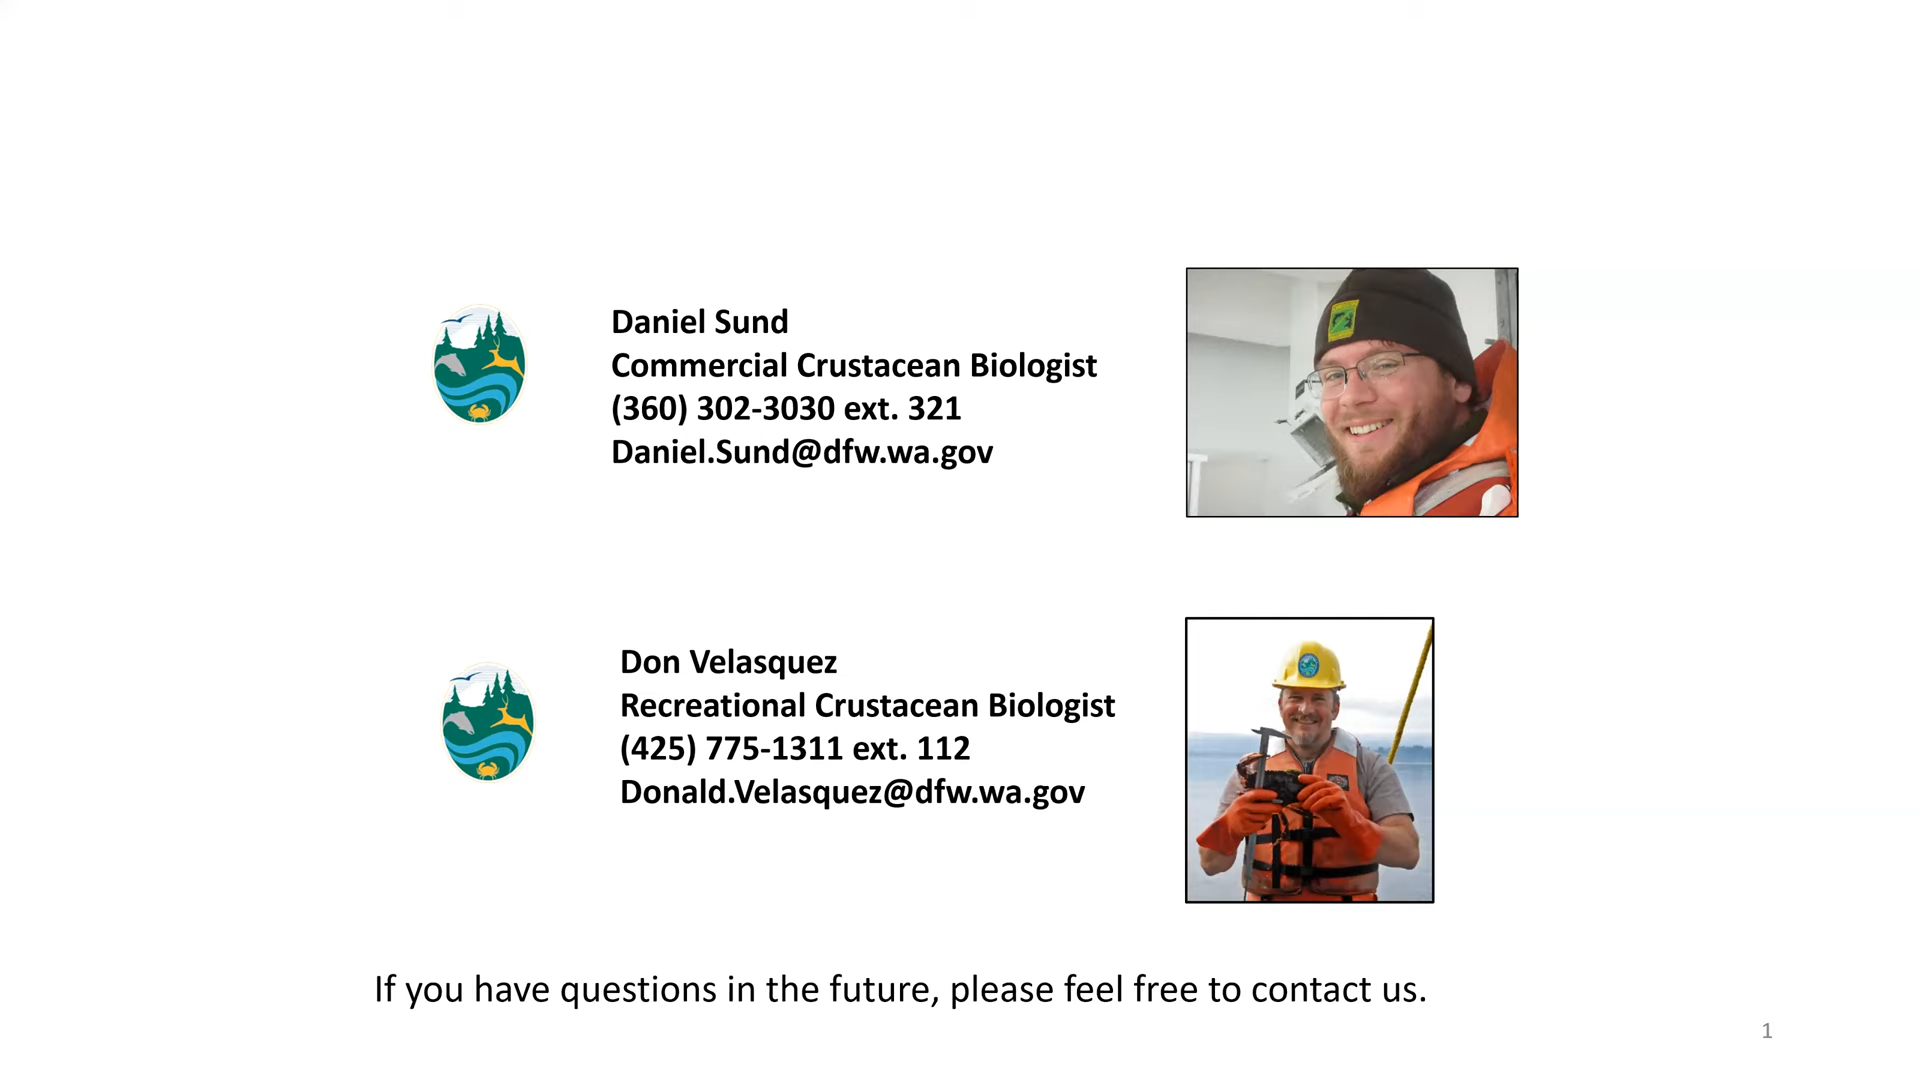 Daniel Sund
Commercial Crustacean Biologist
(360) 302-3030 ext. 321
Daniel.Sund@dfw.wa.gov
Don Velasquez
Recreational Crustacean Biologist
(425) 775-1311 ext. 112
Donald.Velasquez@dfw.wa.gov
If you have questions in the future, please feel free to contact us.
1